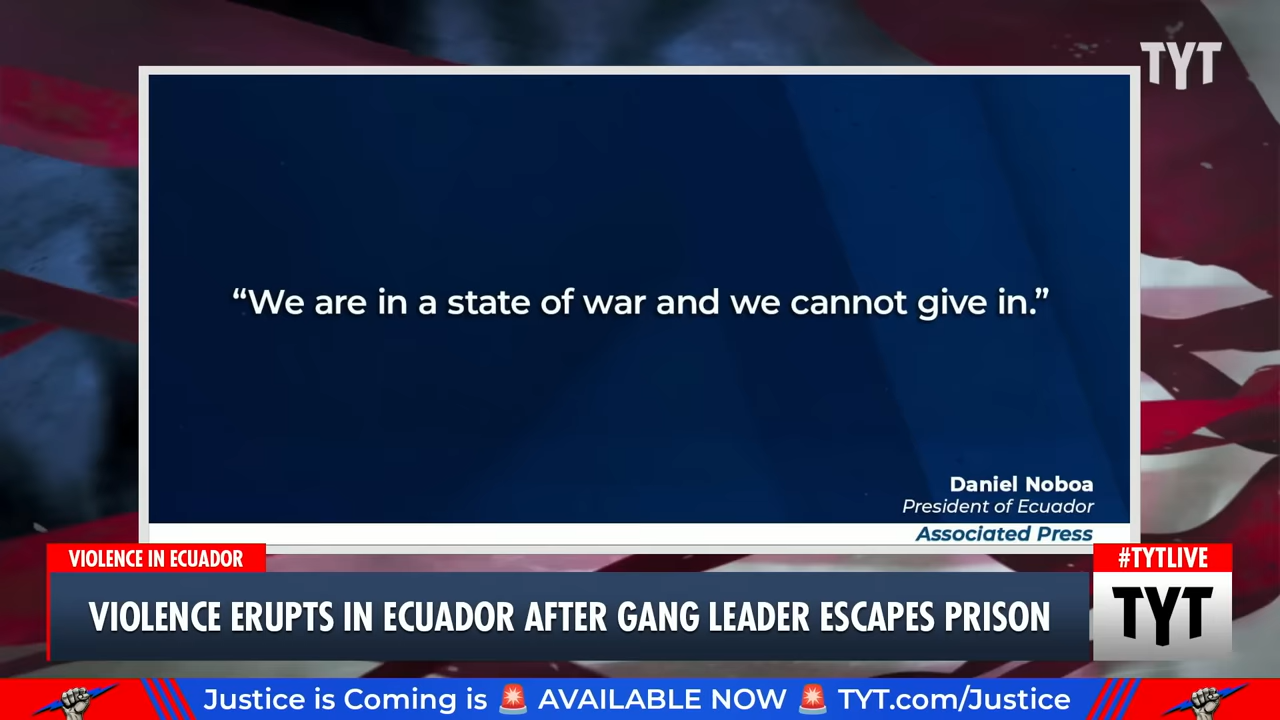 TYT
“We are in a state of war and we cannot give in.”
Daniel Noboa
President of Ecuador
Associated Press
VIOLENCE IN ECUADOR
#TYTLIVE
VIOLENCE ERUPTS IN ECUADOR AFTER GANG LEADER ESCAPES PRISON
TYT
Justice is Coming is 🚨 AVAILABLE NOW 🚨 TYT.com/Justice